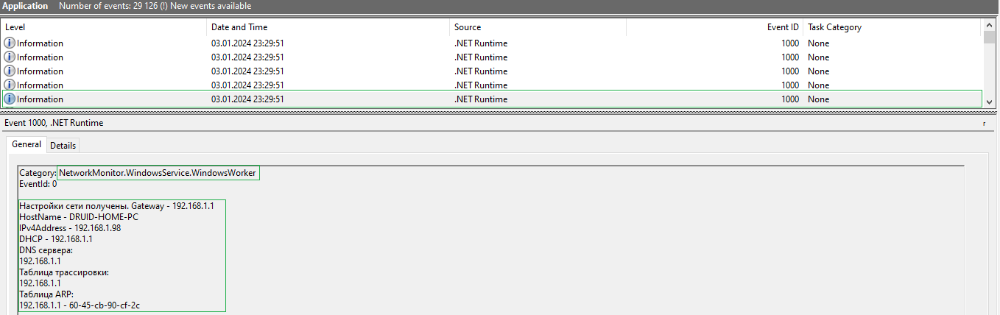 Application Number of events: 29 126 (!) New events available
Level Date and Time Source Event ID Task Category
Information 03.01.2024 23:29:51 .NET Runtime 1000 None
Information 03.01.2024 23:29:51 .NET Runtime 1000 None
Information 03.01.2024 23:29:51 .NET Runtime 1000 None
Information 03.01.2024 23:29:51 .NET Runtime 1000 None
Information 03.01.2024 23:29:51 .NET Runtime 1000 None
Event 1000, .NET Runtime
General Details
Category: NetworkMonitor.WindowsService.WindowsWorker
EventId: 0
Настройки сети получены. Gateway - 192.168.1.1
HostName - DRUID-HOME-PC
IPv4Address - 192.168.1.98
DHCP - 192.168.1.1
DNS сервера:
192.168.1.1
Таблица трассировки:
192.168.1.1
Таблица ARP:
192.168.1.1 - 60-45-cb-90-cf-2c